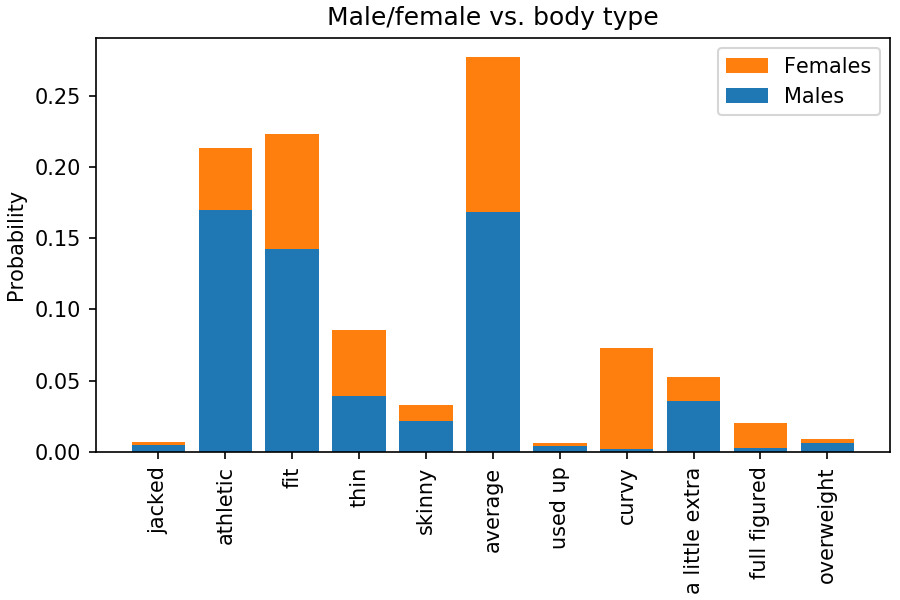 Male/female vs. body type
Females
Males
Probability
0.25
0.20
0.15
0.10
0.05
0.00
jacked
athletic
fit
thin
skinny
average
used up
curvy
a little extra
full figured
overweight